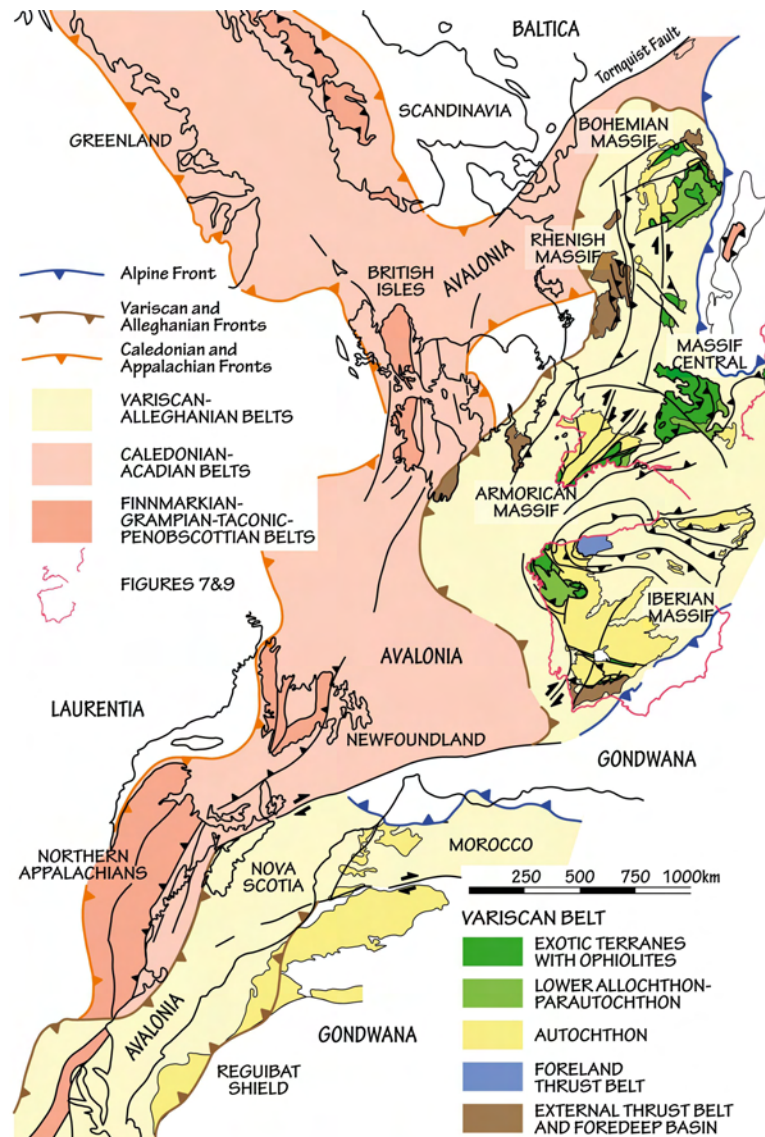 BALTICA
Tornquist Fault
SCANDINAVIA
GREENLAND
BOHEMIAN
MASSIF
RHENISH
MASSIF
AVALONIA
BRITISH
ISLES
MASSIF
CENTRAL
Alpine Front
Variscan and
Alleghanian Fronts
Caledonian and
Appalachian Fronts
VARISCAN-
ALLEGHANIAN BELTS
CALEDONIAN-
ACADIAN BELTS
FINNMARKIAN-
GRAMPIAN-TACONIC-
PENOBSCOTTIAN BELTS
FIGURES 7&9
ARMORICAN
MASSIF
IBERIAN
MASSIF
AVALONIA
LAURENTIA
NEWFOUNDLAND
GONDWANA
NORTHERN
APPALACHIANS
NOVA
SCOTIA
MOROCCO
AVALONIA
GONDWANA
REGUIBAT
SHIELD
250 500 750 1000km
VARISCAN BELT
EXOTIC TERRANES
WITH OPHIOLITES
LOWER ALLOCHTHON-
PARAUTOCHTHON
AUTOCHTHON
FORELAND
THRUST BELT
EXTERNAL THRUST BELT
AND FOREDEEP BASIN